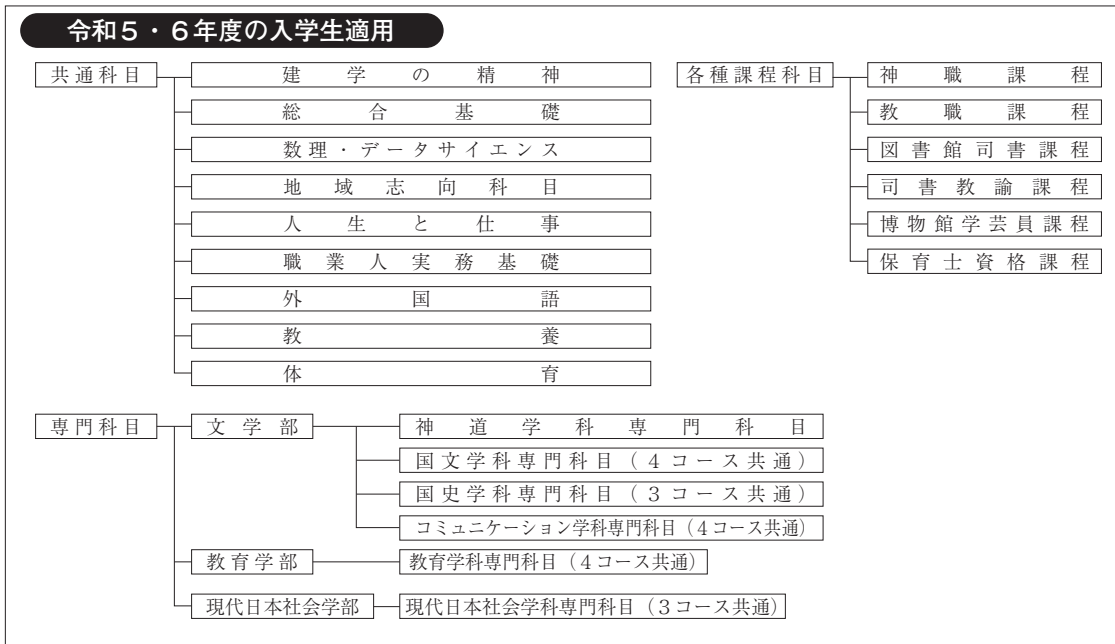 令和5・6年度の入学生適用
共通科目
建学の精神
総合基礎
数理・データサイエンス
地域志向科目
人生と仕事
職業人実務基礎
外国語
教養
体育
各種課程科目
神職課程
教職課程
図書館司書課程
司書教諭課程
博物館学芸員課程
保育士資格課程
専門科目
文学部
神道学科専門科目
国文学科専門科目(4コース共通)
国史学科専門科目(3コース共通)
コミュニケーション学科専門科目(4コース共通)
教育学部
教育学科専門科目(4コース共通)
現代日本社会学部
現代日本社会学科専門科目(3コース共通)